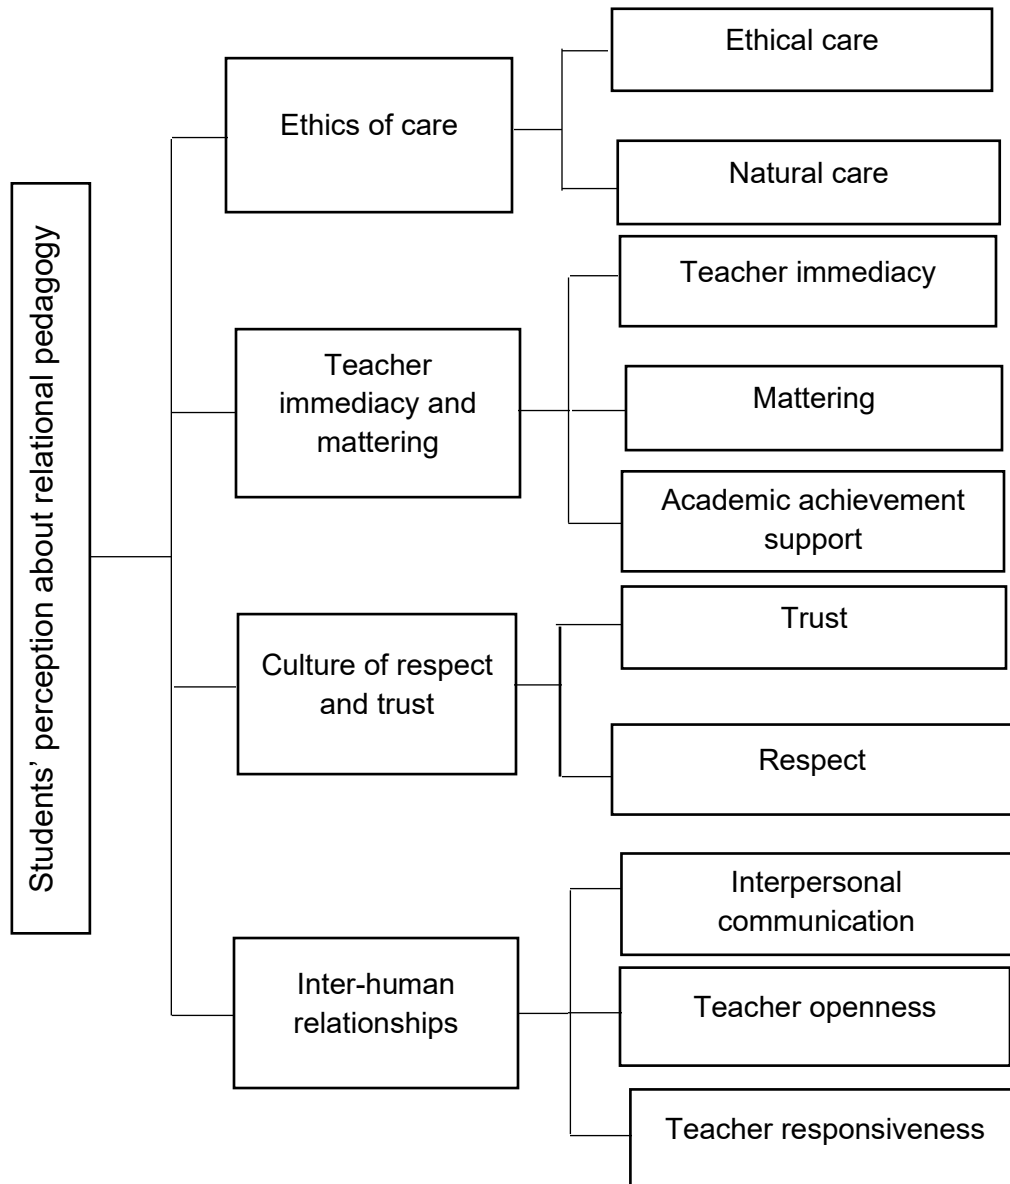 Students’ perception about relational pedagogy
Ethics of care
Ethical care
Natural care
Teacher
immediacy and
mattering
Teacher immediacy
Mattering
Academic achievement
support
Culture of respect
and trust
Trust
Respect
Inter-human
relationships
Interpersonal
communication
Teacher openness
Teacher responsiveness